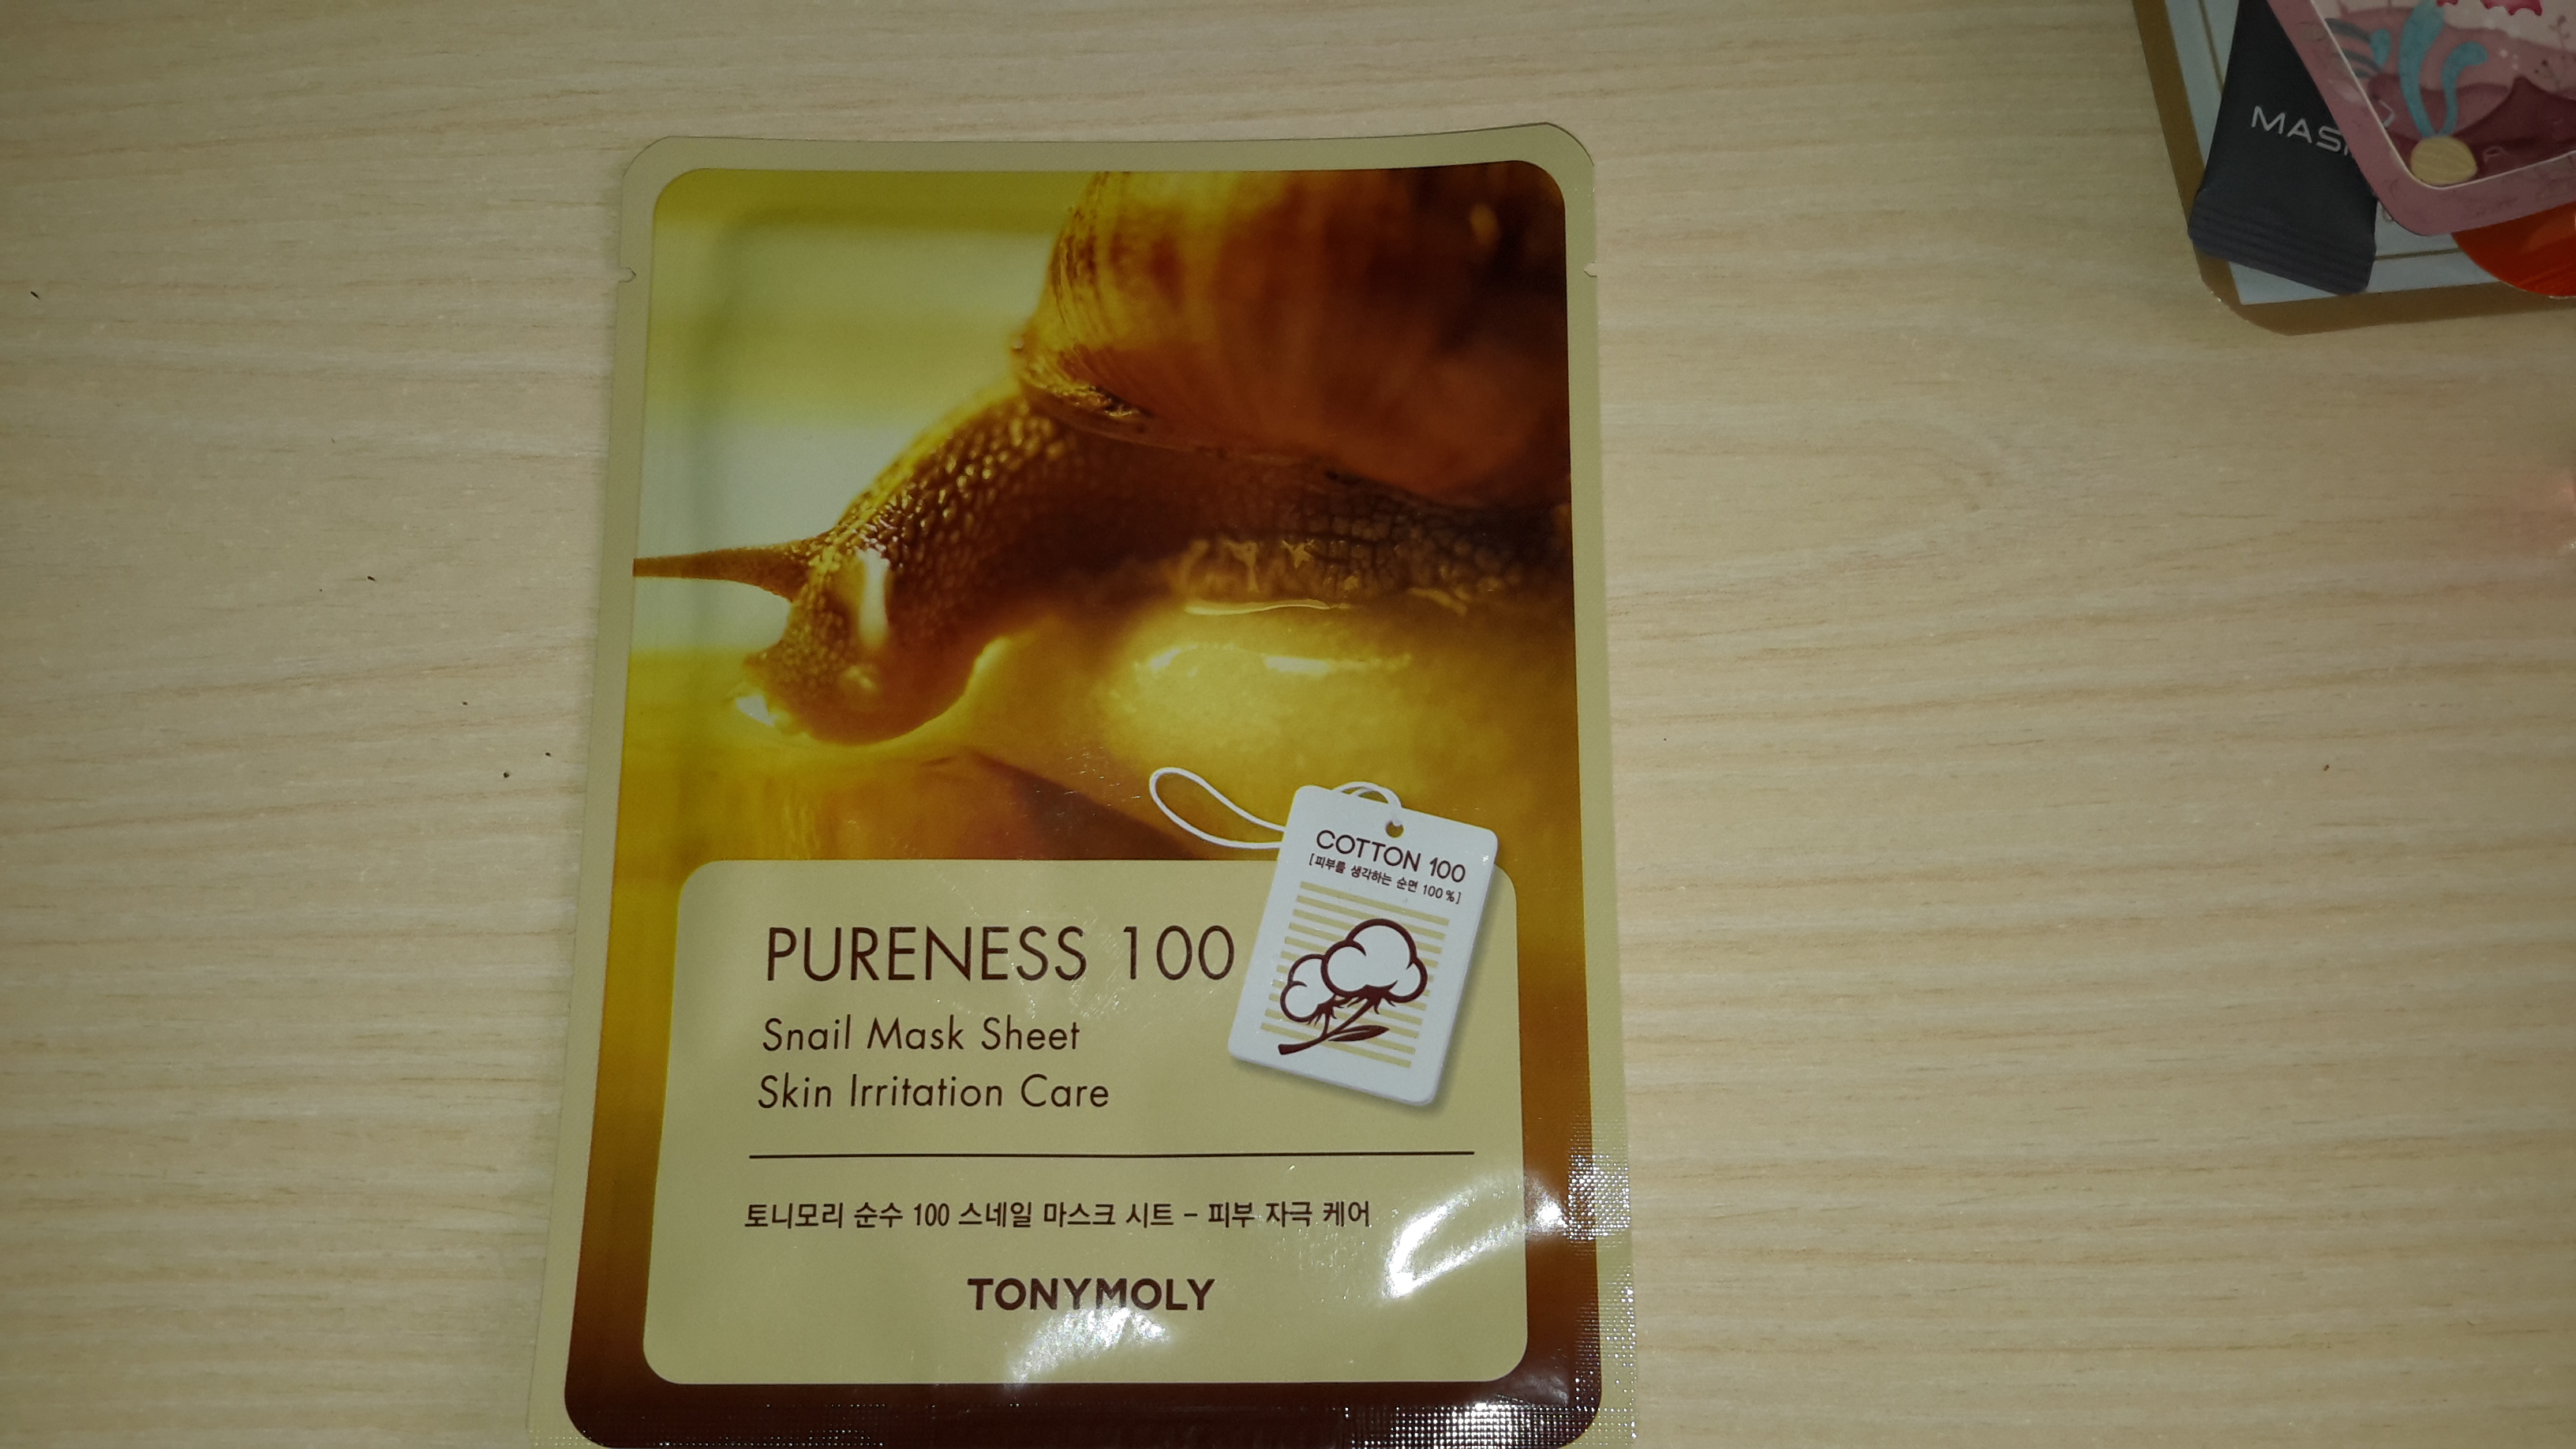 COTTON 100
[피부를 생각하는 순면 100%]
PURENESS 100
Snail Mask Sheet
Skin Irritation Care
토니모리 순수 100 스네일 마스크 시트 - 피부 자극 케어
TONYMOLY